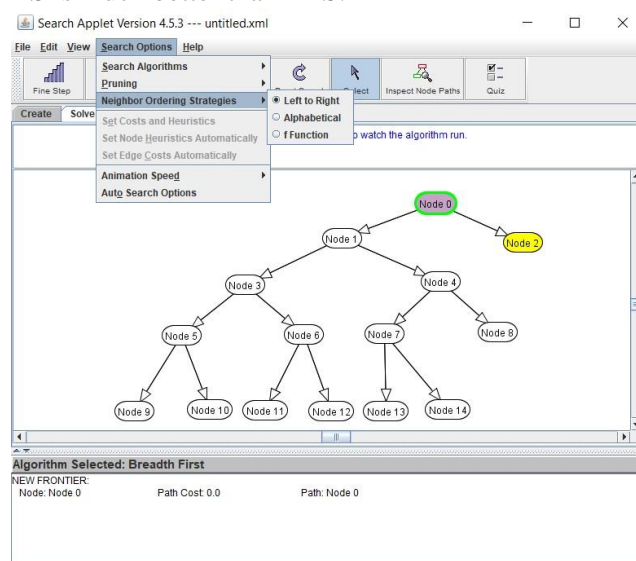 Search Applet Version 4.5.3 --- untitled.xml
File Edit View Search Options Help
Search Algorithms
Pruning
Neighbor Ordering Strategies
Set Costs and Heuristics
Set Node Heuristics Automatically
Set Edge Costs Automatically
Animation Speed
Auto Search Options
Left to Right
Alphabetical
f Function
Fine Step
Inspect Node Paths
Quiz
Create Solve
to watch the algorithm run.
Node 0
Node 1
Node 2
Node 3
Node 4
Node 5
Node 6
Node 7
Node 8
Node 9
Node 10
Node 11
Node 12
Node 13
Node 14
Algorithm Selected: Breadth First
NEW FRONTIER:
Node: Node 0 Path Cost: 0.0 Path: Node 0